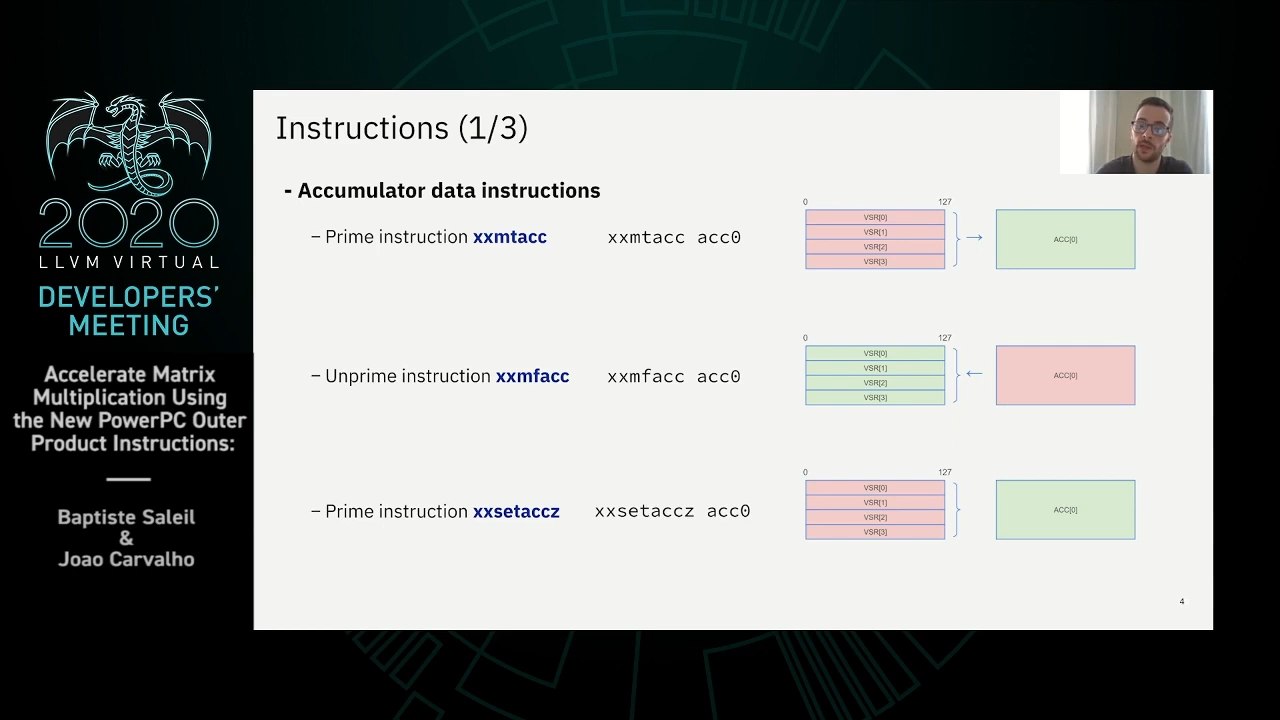 2020
LLVM VIRTUAL
DEVELOPERS'
MEETING
Accelerate Matrix
Multiplication Using
the New PowerPC Outer
Product Instructions:
Baptiste Saleil
&
Joao Carvalho
Instructions (1/3)
- Accumulator data instructions
– Prime instruction xxmtacc xxmtacc acc0
0 127
VSR[0]
VSR[1]
VSR[2]
VSR[3]
ACC[0]
– Unprime instruction xxmfacc xxmfacc acc0
0 127
VSR[0]
VSR[1]
VSR[2]
VSR[3]
ACC[0]
– Prime instruction xxsetaccz xxsetaccz acc0
0 127
VSR[0]
VSR[1]
VSR[2]
VSR[3]
ACC[0]
4